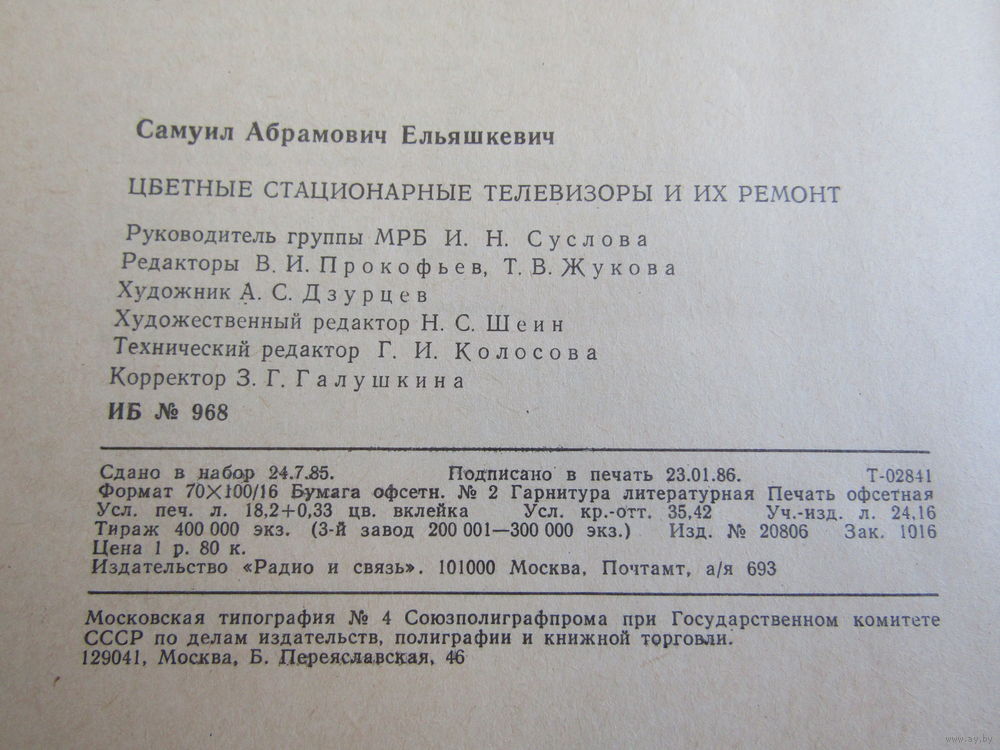 Самуил Абрамович Ельяшкевич
ЦВЕТНЫЕ СТАЦИОНАРНЫЕ ТЕЛЕВИЗОРЫ И ИХ РЕМОНТ
Руководитель группы МРБ И. Н. Суслова
Редакторы В. И. Прокофьев, Т. В. Жукова
Художник А. С. Дзурцев
Художественный редактор Н. С. Шеин
Технический редактор Г. И. Колосова
Корректор З. Г. Галушкина
ИБ № 968
Сдано в набор 24.7.85. Подписано в печать 23.01.86. Т-02841
Формат 70×100/16 Бумага офсетн. № 2 Гарнитура литературная Печать офсетная
Усл. печ. л. 18,2+0,33 цв. вклейка Усл. кр.-отт. 35,42 Уч.-изд. л. 24,16
Тираж 400 000 экз. (3-й завод 200 001—300 000 экз.) Изд. № 20806 Зак. 1016
Цена 1 р. 80 к.
Издательство «Радио и связь». 101000 Москва, Почтамт, а/я 693
Московская типография № 4 Союзполиграфпрома при Государственном комитете
СССР по делам издательств, полиграфии и книжной торговли.
129041, Москва, Б. Переяславская, 46
www.ay.by